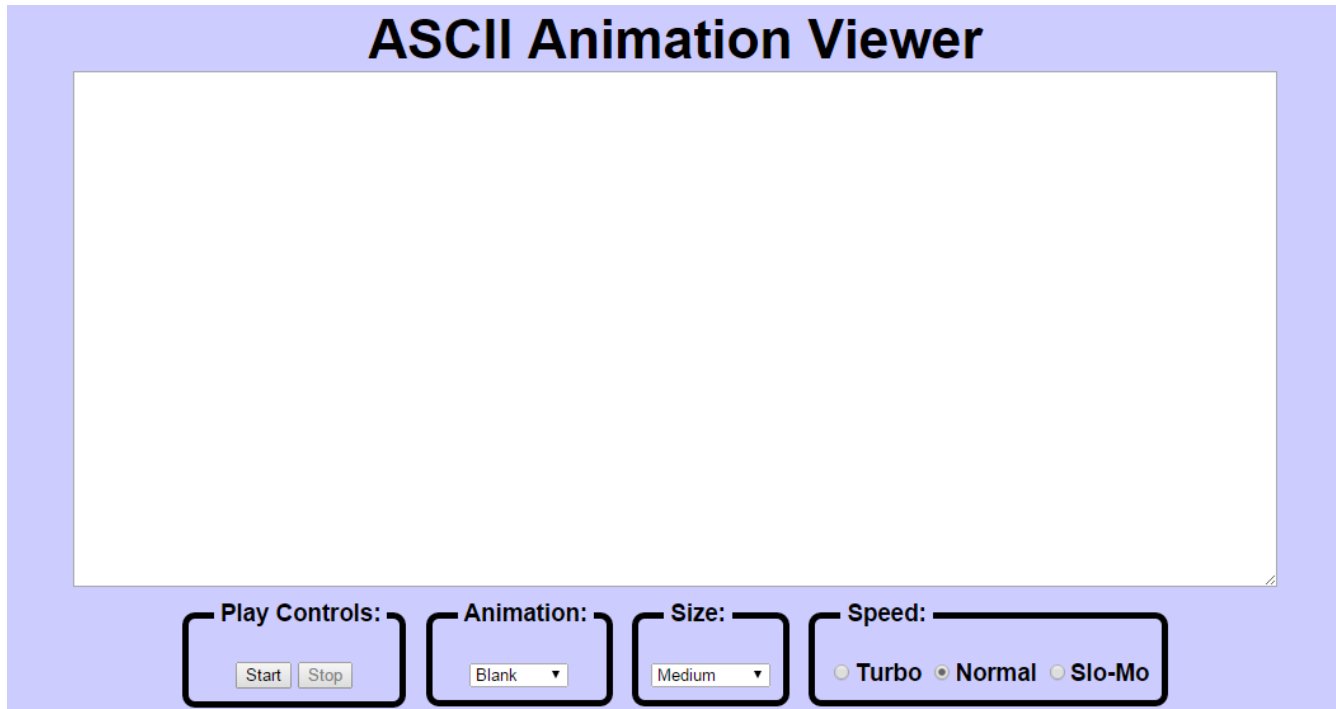 ASCII Animation Viewer
Play Controls: Animation: Size: Speed:
Start Stop Blank Medium Turbo Normal Slo-Mo